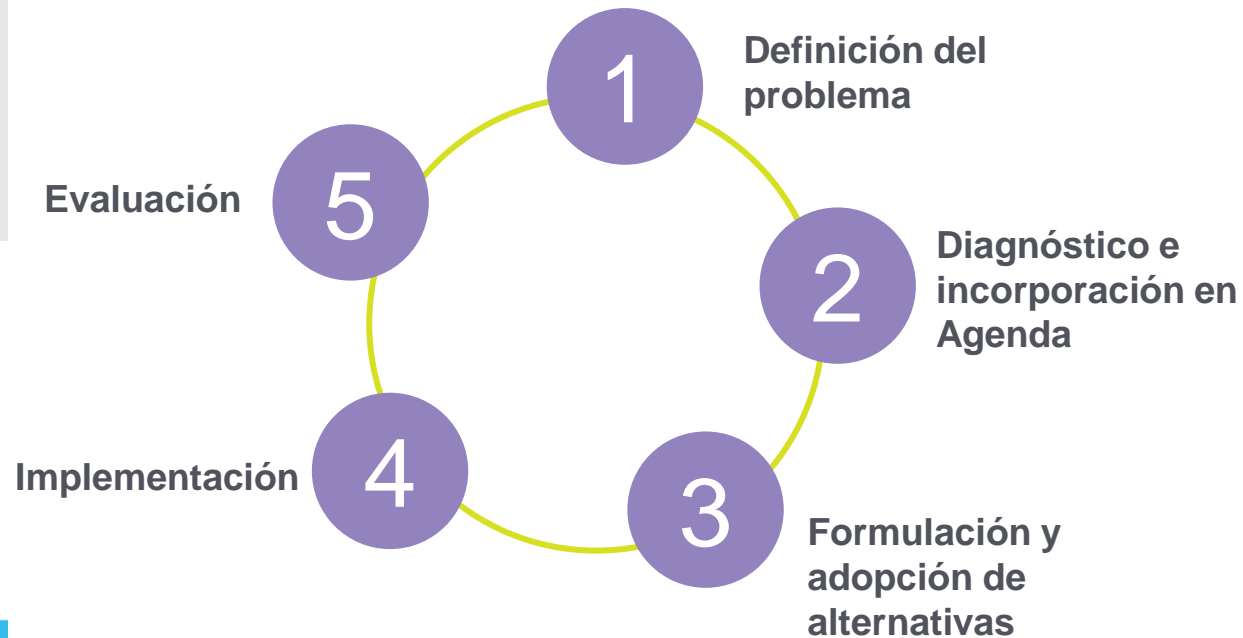 1
Definición del
problema
2
Diagnóstico e
incorporación en
Agenda
3
Formulación y
adopción de
alternativas
4
Implementación
5
Evaluación